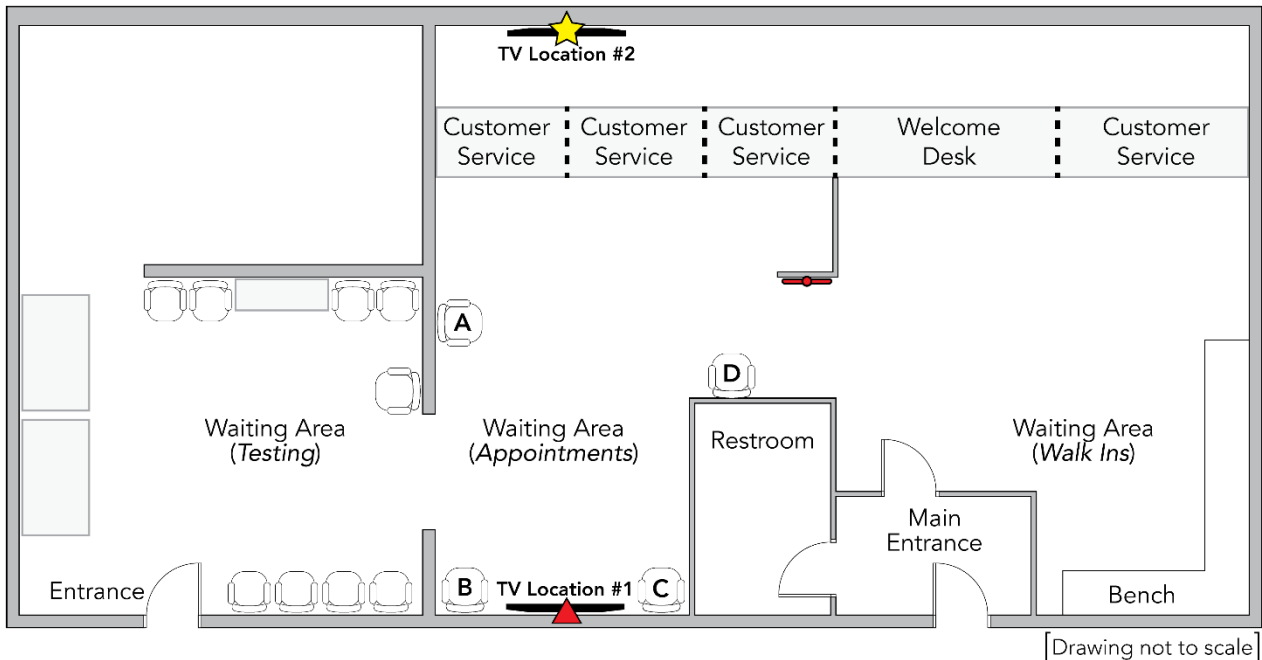 TV Location #2
Customer Service
Customer Service
Customer Service
Welcome Desk
Customer Service
A
D
Waiting Area
(Testing)
Waiting Area
(Appointments)
Restroom
Waiting Area
(Walk Ins)
Main
Entrance
Entrance
B
TV Location #1
C
Bench
[Drawing not to scale]